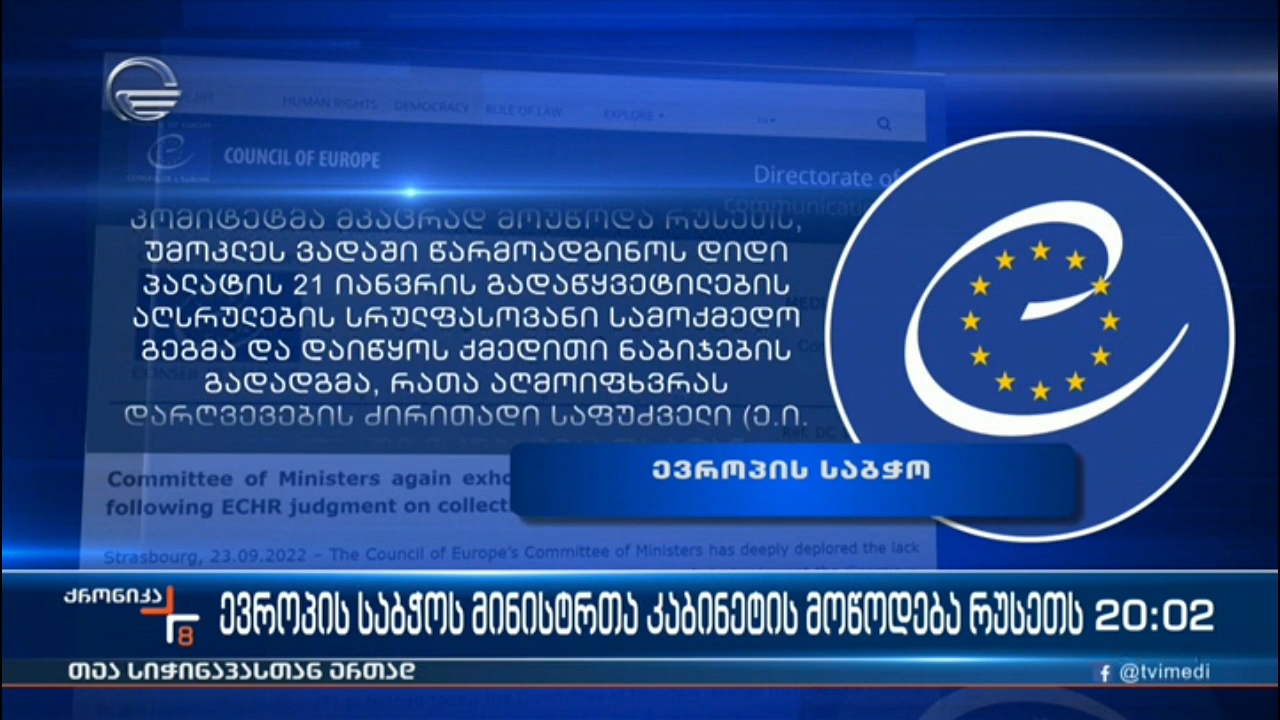 HUMAN RIGHTS DEMOCRACY RULE OF LAW EXPLORE
COUNCIL OF EUROPE
Directorate of
communicati
კომიტეტმა მკაცრად მოუწოდა რუსეთს,
უმოკლეს ვადაში წარმოადგინოს დიდი
პალატის 21 იანვრის გადაწყვეტილების
აღსრულების სრულფასოვანი სამოქმედო
გეგმა და დაიწყოს ქმედითი ნაბიჯების
გადადგმა, რათა აღმოიფხვრას
დარღვევების ძირითადი საფუძველი (ე.ი.
ევროპის საბჭო
Committee of Ministers again exho
following ECHR judgment on collecti
Strasbourg, 23.09.2022 – The Council of Europe's Committee of Ministers has deeply deplored the lack
ქრონიკა 8
ევროპის საბჭოს მინისტრთა კაბინეტის მოწოდება რუსეთს 20:02
თეა სიჭინავასთან ერთად
f @tvimedi